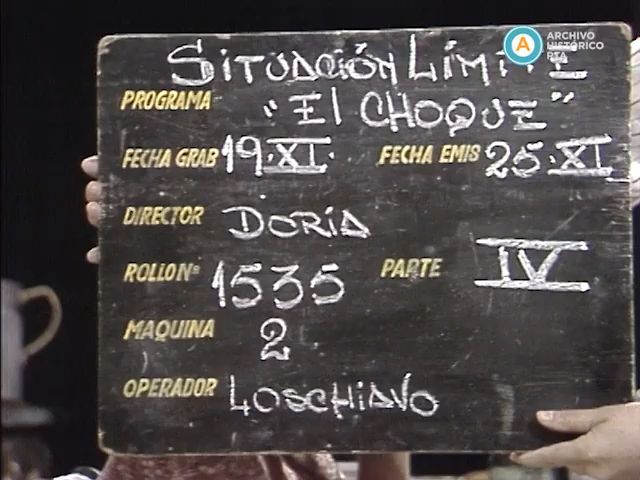 ARCHIVO
HISTÓRICO
RTA
SITUACIÓN LÍMITE
PROGRAMA "El CHOQUE"
FECHA GRAB 19·XI· FECHA EMIS 25·XI
DIRECTOR DORIA
ROLLO Nº 1535 PARTE IV
MAQUINA 2
OPERADOR LOSCHIAVO